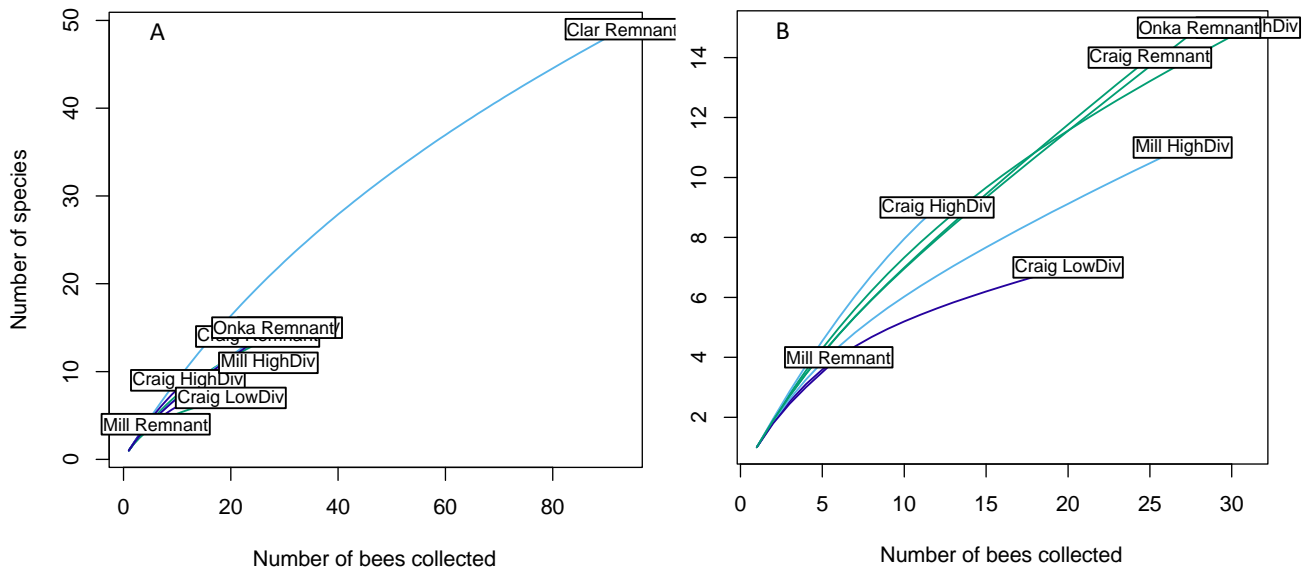 A
Clar Remnant
Onka Remnant
Mill HighDiv
Craig HighDiv
Craig LowDiv
Mill Remnant
50
40
30
20
10
0
Number of species
0 20 40 60 80
Number of bees collected
B
Onka Remnant hDiv
Craig Remnant
Mill HighDiv
Craig HighDiv
Craig LowDiv
Mill Remnant
14
12
10
8
6
4
2
0 5 10 15 20 25 30
Number of bees collected